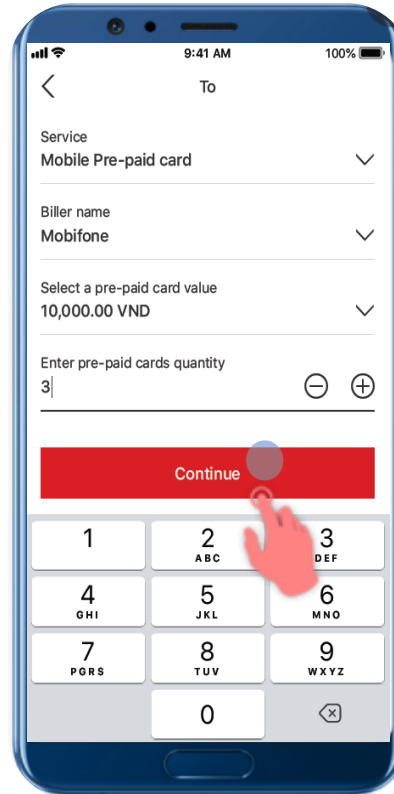 9:41 AM
100%
To
Service
Mobile Pre-paid card
Biller name
Mobifone
Select a pre-paid card value
10,000.00 VND
Enter pre-paid cards quantity
3
Continue
1
2
3
ABC
DEF
4
5
6
GHI
JKL
MNO
7
8
9
PGRS
TUV
WXYZ
0